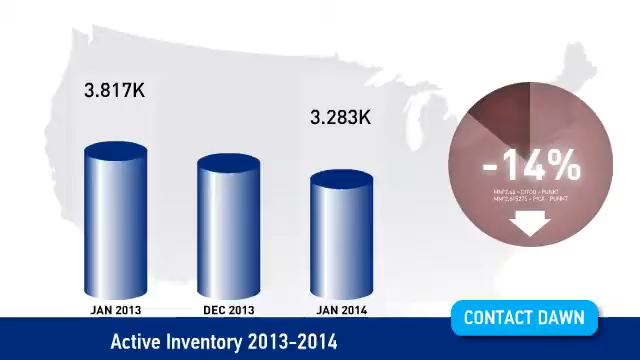 3.817K
3.283K
-14%
JAN 2013
DEC 2013
JAN 2014
CONTACT DAWN
Active Inventory 2013-2014